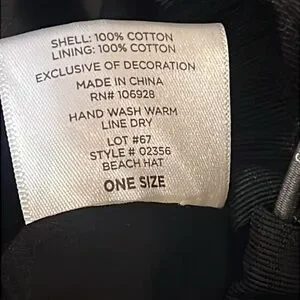 SHELL: 100% COTTON
LINING: 100% COTTON
EXCLUSIVE OF DECORATION
MADE IN CHINA
RN# 106928
HAND WASH WARM
LINE DRY
LOT #67
STYLE # 02356
BEACH HAT
ONE SIZE